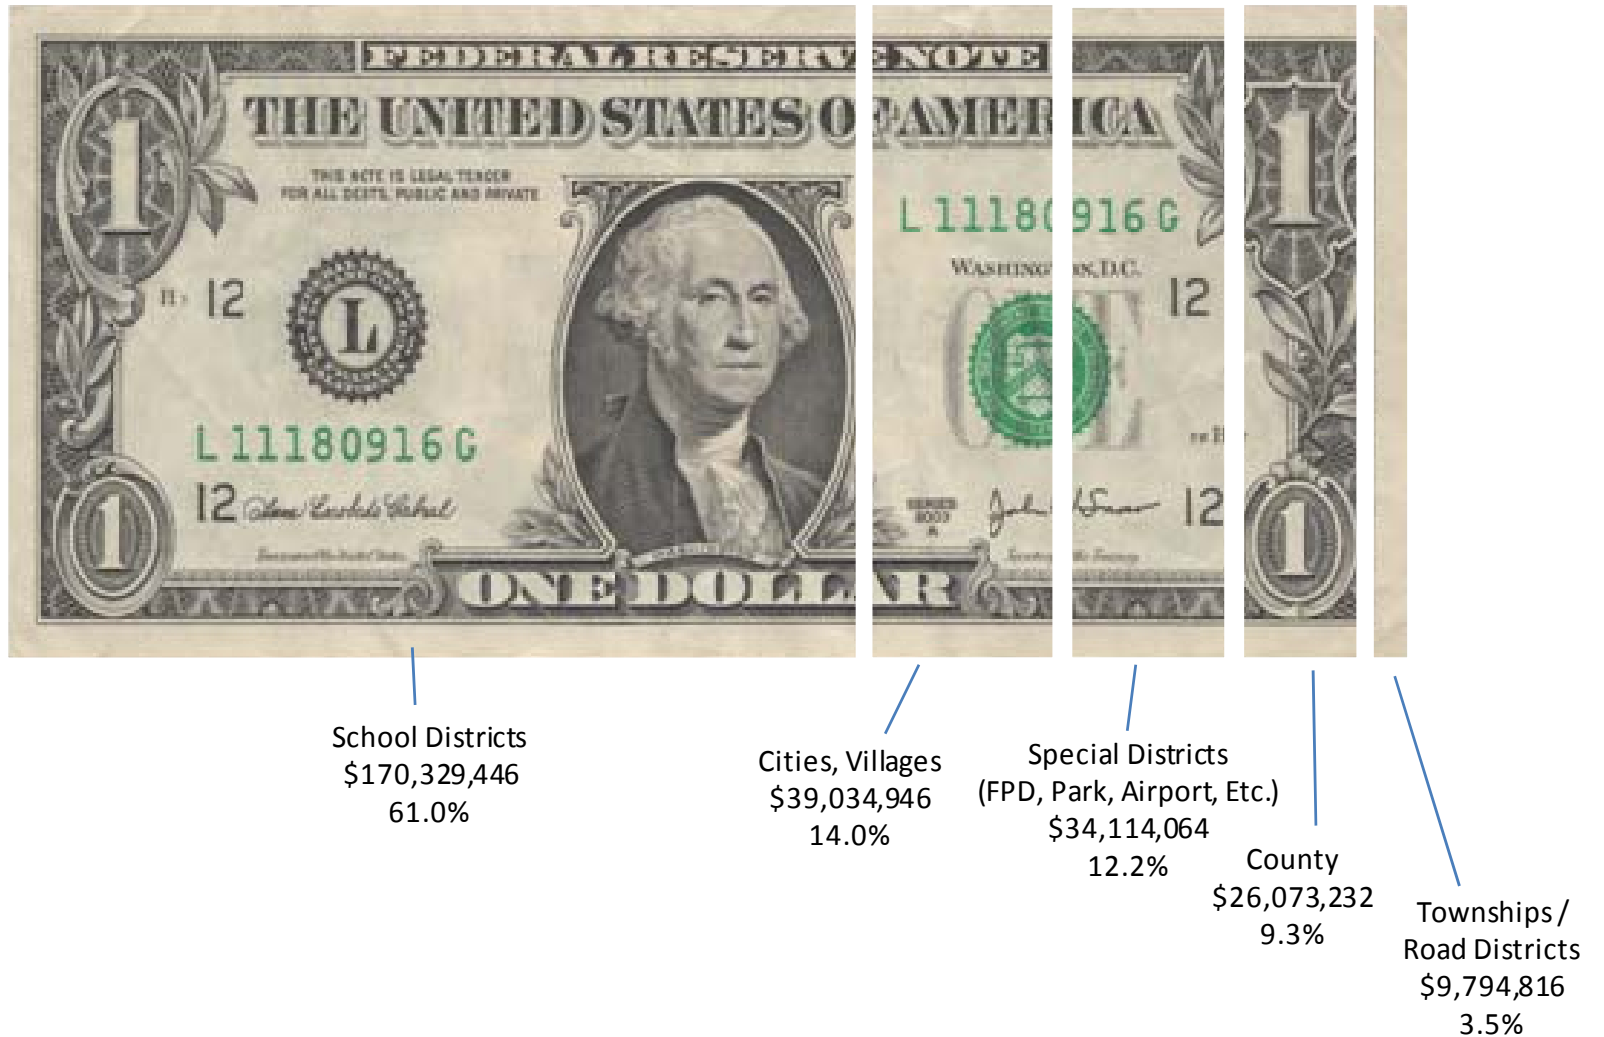 FEDERAL RESERVE NOTE
THE UNITED STATES OF AMERICA
THIS NOTE IS LEGAL TENDER
FOR ALL DEBTS, PUBLIC AND PRIVATE
1
1
L 11180916 G
WASHINGTON, D.C.
12
12
L
L 11180916 G
12
12
SERIES
2003
A
1
1
ONE DOLLAR
School Districts
$170,329,446
61.0%
Cities, Villages
$39,034,946
14.0%
Special Districts
(FPD, Park, Airport, Etc.)
$34,114,064
12.2%
County
$26,073,232
9.3%
Townships /
Road Districts
$9,794,816
3.5%